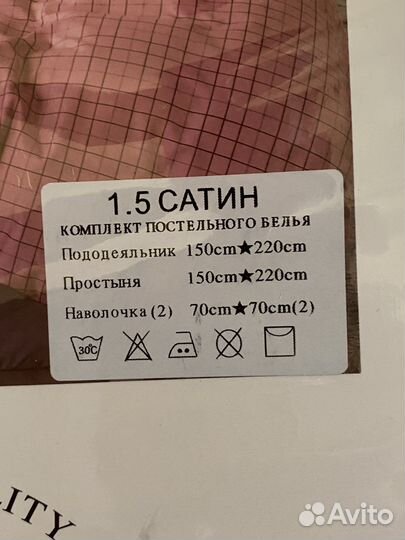 1.5 САТИН
КОМПЛЕКТ ПОСТЕЛЬНОГО БЕЛЬЯ
Пододеяльник 150cm★220cm
Простыня 150cm★220cm
Наволочка (2) 70cm★70cm(2)
30C
LITY
Avito